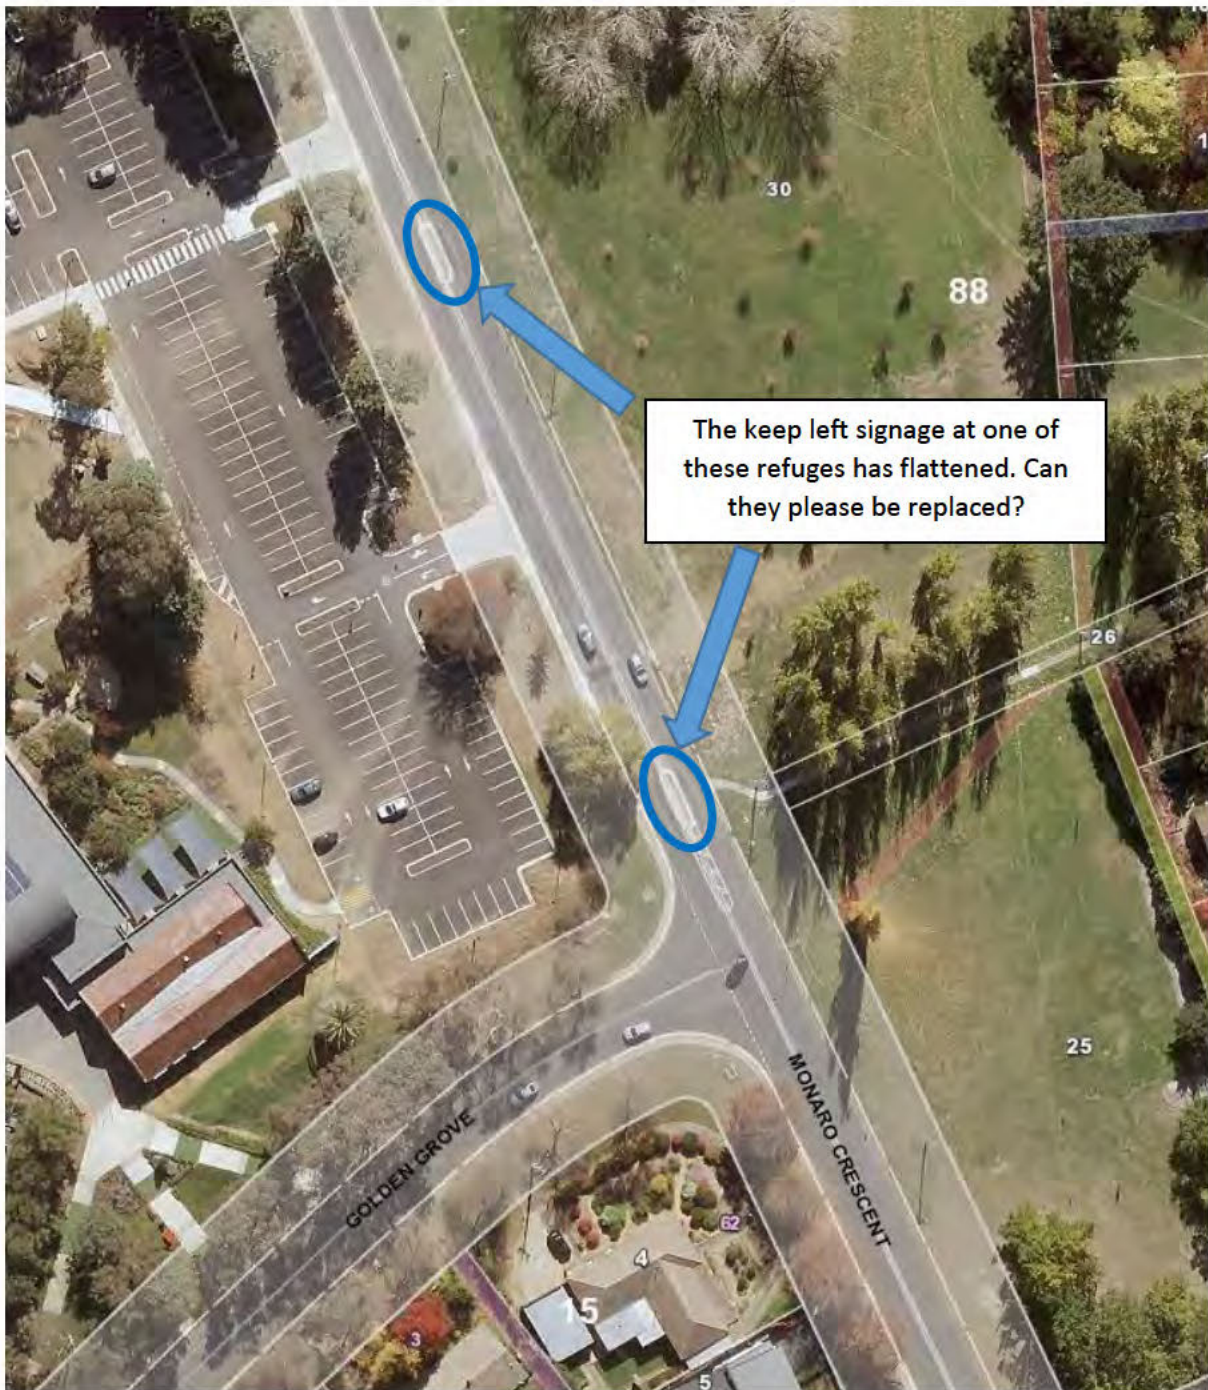 30
88
The keep left signage at one of
these refuges has flattened. Can
they please be replaced?
26
25
MONARO CRESCENT
GOLDEN GROVE
62
4
15
3
5